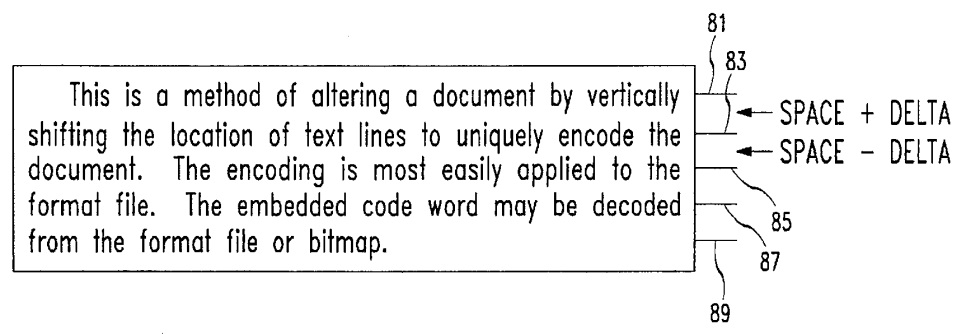 81
83
This is a method of altering a document by vertically
SPACE + DELTA
shifting the location of text lines to uniquely encode the
SPACE − DELTA
document. The encoding is most easily applied to the
format file. The embedded code word may be decoded
85
from the format file or bitmap.
87
89